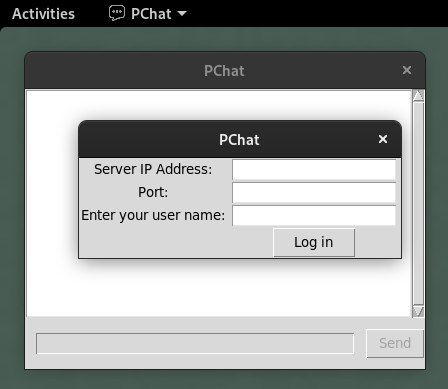 Activities PChat
PChat
PChat
Server IP Address:
Port:
Enter your user name:
Log in
Send